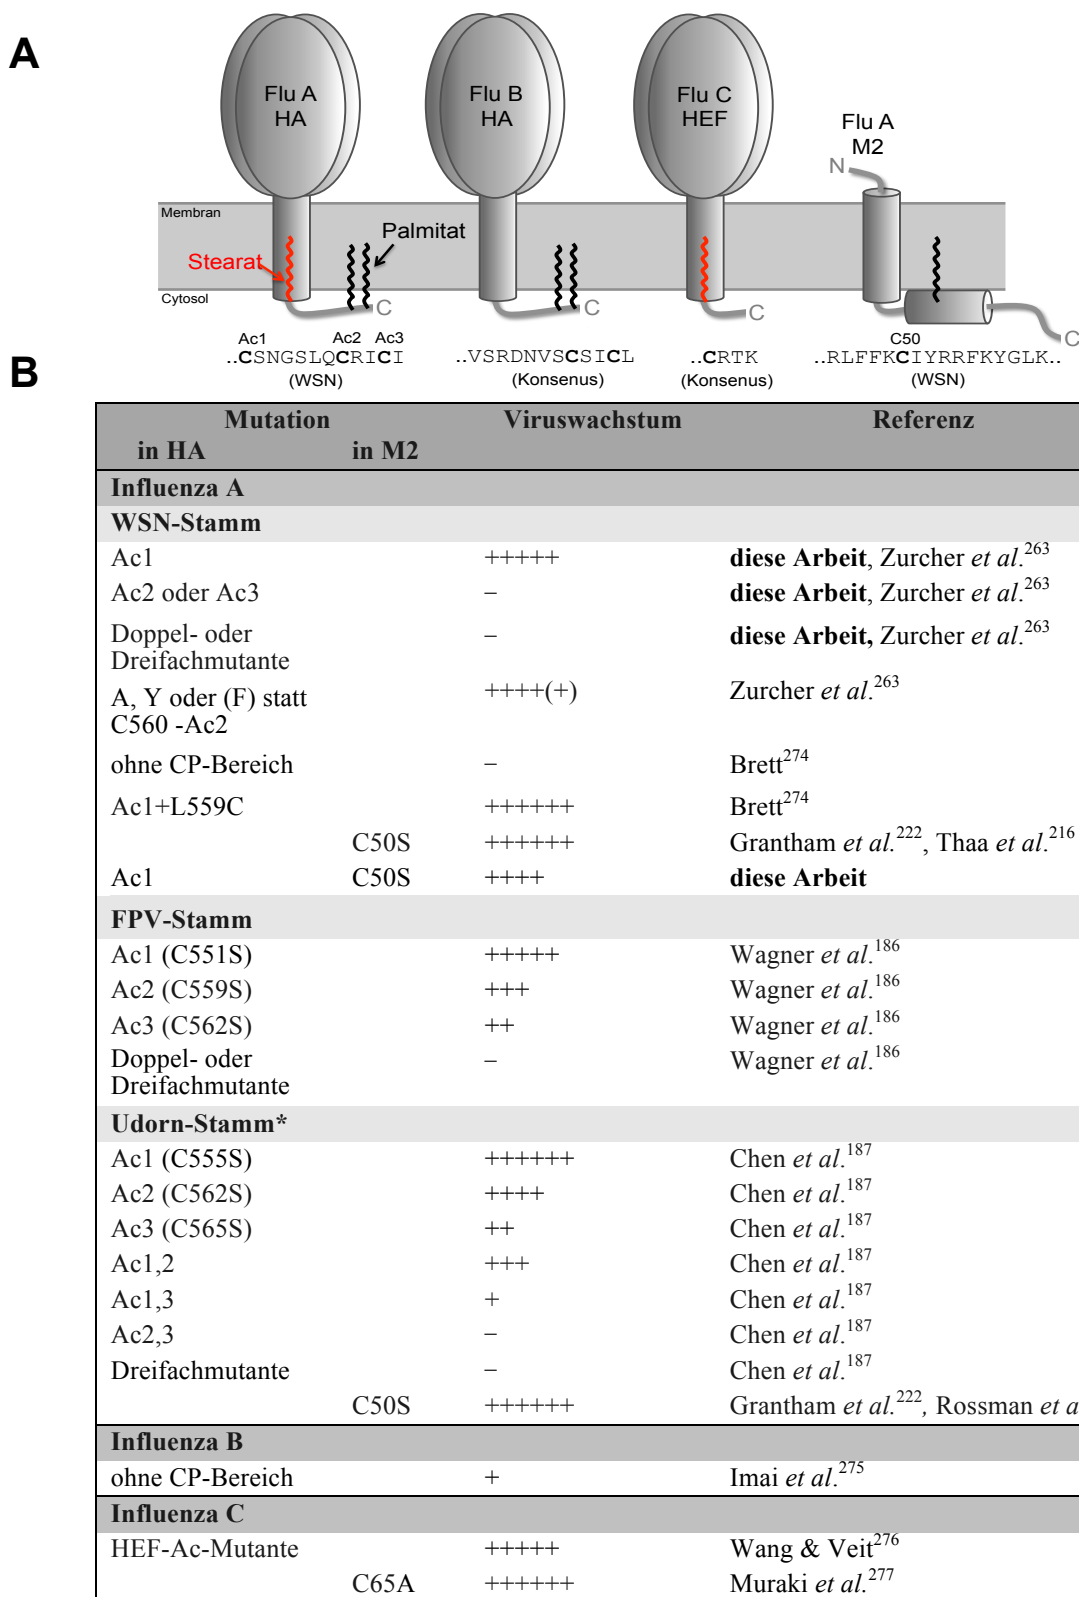 A
Flu A
HA
Flu B
HA
Flu C
HEF
Flu A
M2
N
Membran
Palmitat
Stearat
Cytosol
C
C
C
C
Ac1 Ac2 Ac3
C50
..CSNGSLQCRICI
..VSRDNVSCSICL
..CRTK
..RLFFKCIYRRFKYGLK..
(WSN)
(Konsenus)
(Konsenus)
(WSN)
B
Mutation Viruswachstum Referenz
in HA in M2
Influenza A
WSN-Stamm
Ac1 +++++ diese Arbeit, Zurcher et al.263
Ac2 oder Ac3 – diese Arbeit, Zurcher et al.263
Doppel- oder – diese Arbeit, Zurcher et al.263
Dreifachmutante
A, Y oder (F) statt ++++(+) Zurcher et al.263
C560 -Ac2
ohne CP-Bereich – Brett274
Ac1+L559C ++++++ Brett274
C50S ++++++ Grantham et al.222, Thaa et al.216
Ac1 C50S ++++ diese Arbeit
FPV-Stamm
Ac1 (C551S) +++++ Wagner et al.186
Ac2 (C559S) +++ Wagner et al.186
Ac3 (C562S) ++ Wagner et al.186
Doppel- oder – Wagner et al.186
Dreifachmutante
Udorn-Stamm*
Ac1 (C555S) ++++++ Chen et al.187
Ac2 (C562S) ++++ Chen et al.187
Ac3 (C565S) ++ Chen et al.187
Ac1,2 +++ Chen et al.187
Ac1,3 + Chen et al.187
Ac2,3 – Chen et al.187
Dreifachmutante – Chen et al.187
C50S ++++++ Grantham et al.222, Rossman et a
Influenza B
ohne CP-Bereich + Imai et al.275
Influenza C
HEF-Ac-Mutante +++++ Wang & Veit276
C65A ++++++ Muraki et al.277